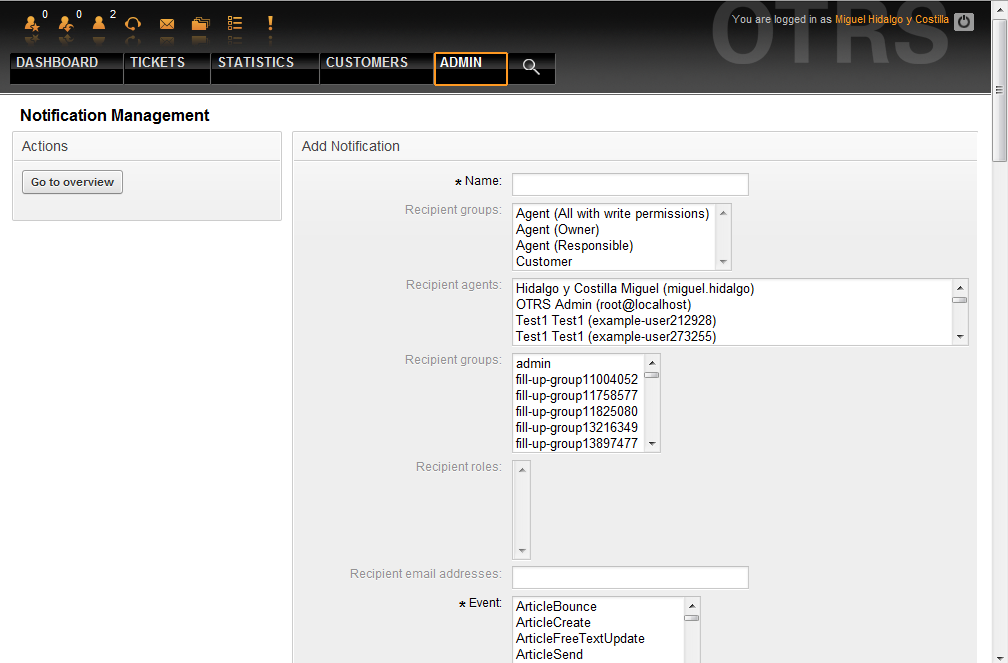 0 0 2
You are logged in as Miguel Hidalgo y Costilla
OTRS
DASHBOARD TICKETS STATISTICS CUSTOMERS ADMIN
Notification Management
Actions
Go to overview
Add Notification
* Name:
Recipient groups:
Agent (All with write permissions)
Agent (Owner)
Agent (Responsible)
Customer
Recipient agents:
Hidalgo y Costilla Miguel (miguel.hidalgo)
OTRS Admin (root@localhost)
Test1 Test1 (example-user212928)
Test1 Test1 (example-user273255)
Recipient groups:
admin
fill-up-group11004052
fill-up-group11758577
fill-up-group11825080
fill-up-group13216349
fill-up-group13897477
Recipient roles:
Recipient email addresses:
* Event:
ArticleBounce
ArticleCreate
ArticleFreeTextUpdate
ArticleSend